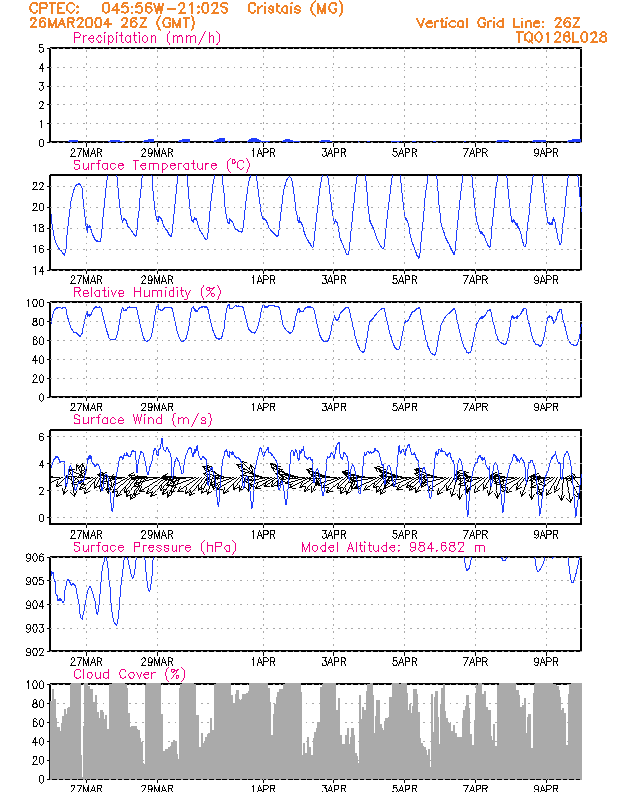 CPTEC: 045:56W-21:02S Cristais (MG)
26MAR2004 26Z (GMT) Vertical Grid Line: 26Z
Precipitation (mm/h) TQ0126L028
5
4
3
2
1
0
27MAR 29MAR 1APR 3APR 5APR 7APR 9APR
Surface Temperature (ºC)
22
20
18
16
14
27MAR 29MAR 1APR 3APR 5APR 7APR 9APR
Relative Humidity (%)
100
80
60
40
20
0
27MAR 29MAR 1APR 3APR 5APR 7APR 9APR
Surface Wind (m/s)
6
4
2
0
27MAR 29MAR 1APR 3APR 5APR 7APR 9APR
Surface Pressure (hPa) Model Altitude: 984.682 m
906
905
904
903
902
27MAR 29MAR 1APR 3APR 5APR 7APR 9APR
Cloud Cover (%)
100
80
60
40
20
0
27MAR 29MAR 1APR 3APR 5APR 7APR 9APR